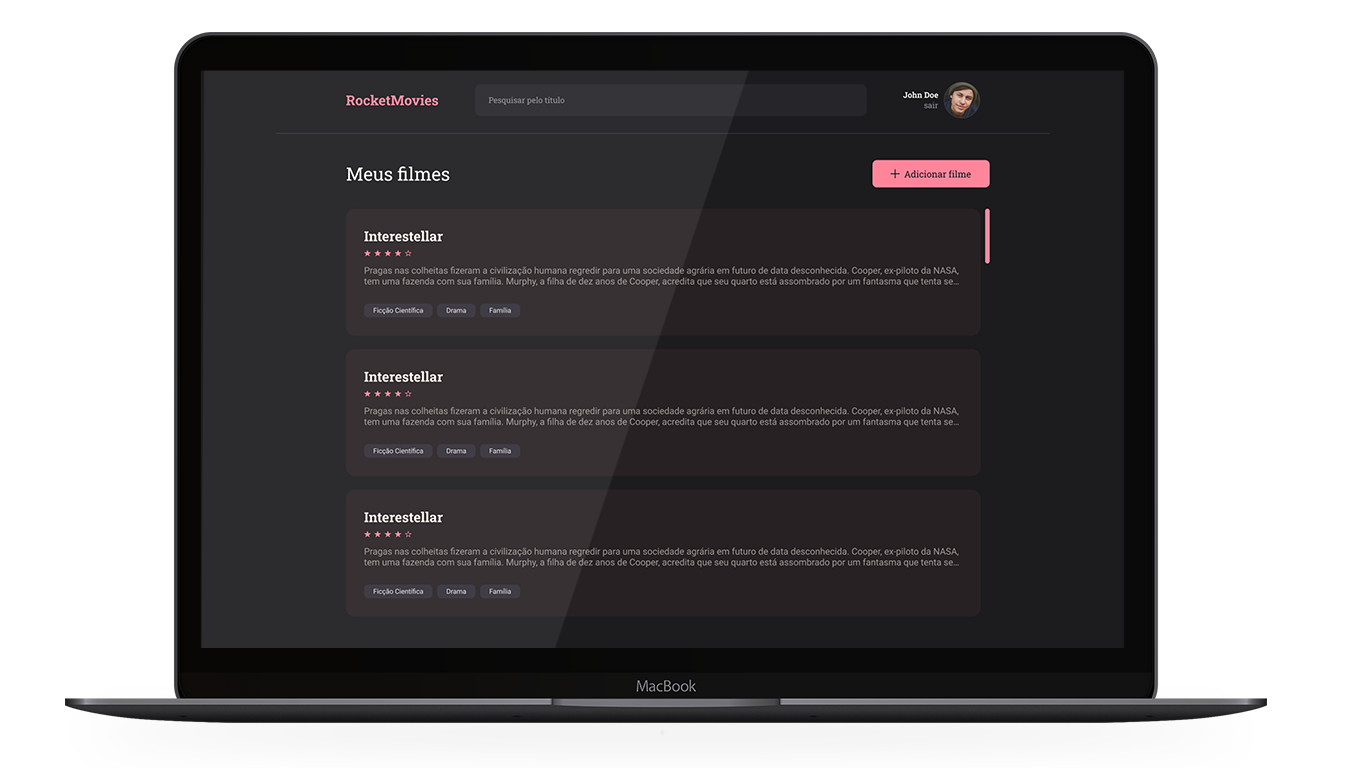 RocketMovies
Pesquisar pelo título
John Doe
sair
Meus filmes
+ Adicionar filme
Interestellar
★ ★ ★ ★ ☆
Pragas nas colheitas fizeram a civilização humana regredir para uma sociedade agrária em futuro de data desconhecida. Cooper, ex-piloto da NASA,
tem uma fazenda com sua família. Murphy, a filha de dez anos de Cooper, acredita que seu quarto está assombrado por um fantasma que tenta se...
Ficção Científica Drama Família
Interestellar
★ ★ ★ ★ ☆
Pragas nas colheitas fizeram a civilização humana regredir para uma sociedade agrária em futuro de data desconhecida. Cooper, ex-piloto da NASA,
tem uma fazenda com sua família. Murphy, a filha de dez anos de Cooper, acredita que seu quarto está assombrado por um fantasma que tenta se...
Ficção Científica Drama Família
Interestellar
★ ★ ★ ★ ☆
Pragas nas colheitas fizeram a civilização humana regredir para uma sociedade agrária em futuro de data desconhecida. Cooper, ex-piloto da NASA,
tem uma fazenda com sua família. Murphy, a filha de dez anos de Cooper, acredita que seu quarto está assombrado por um fantasma que tenta se...
Ficção Científica Drama Família
MacBook